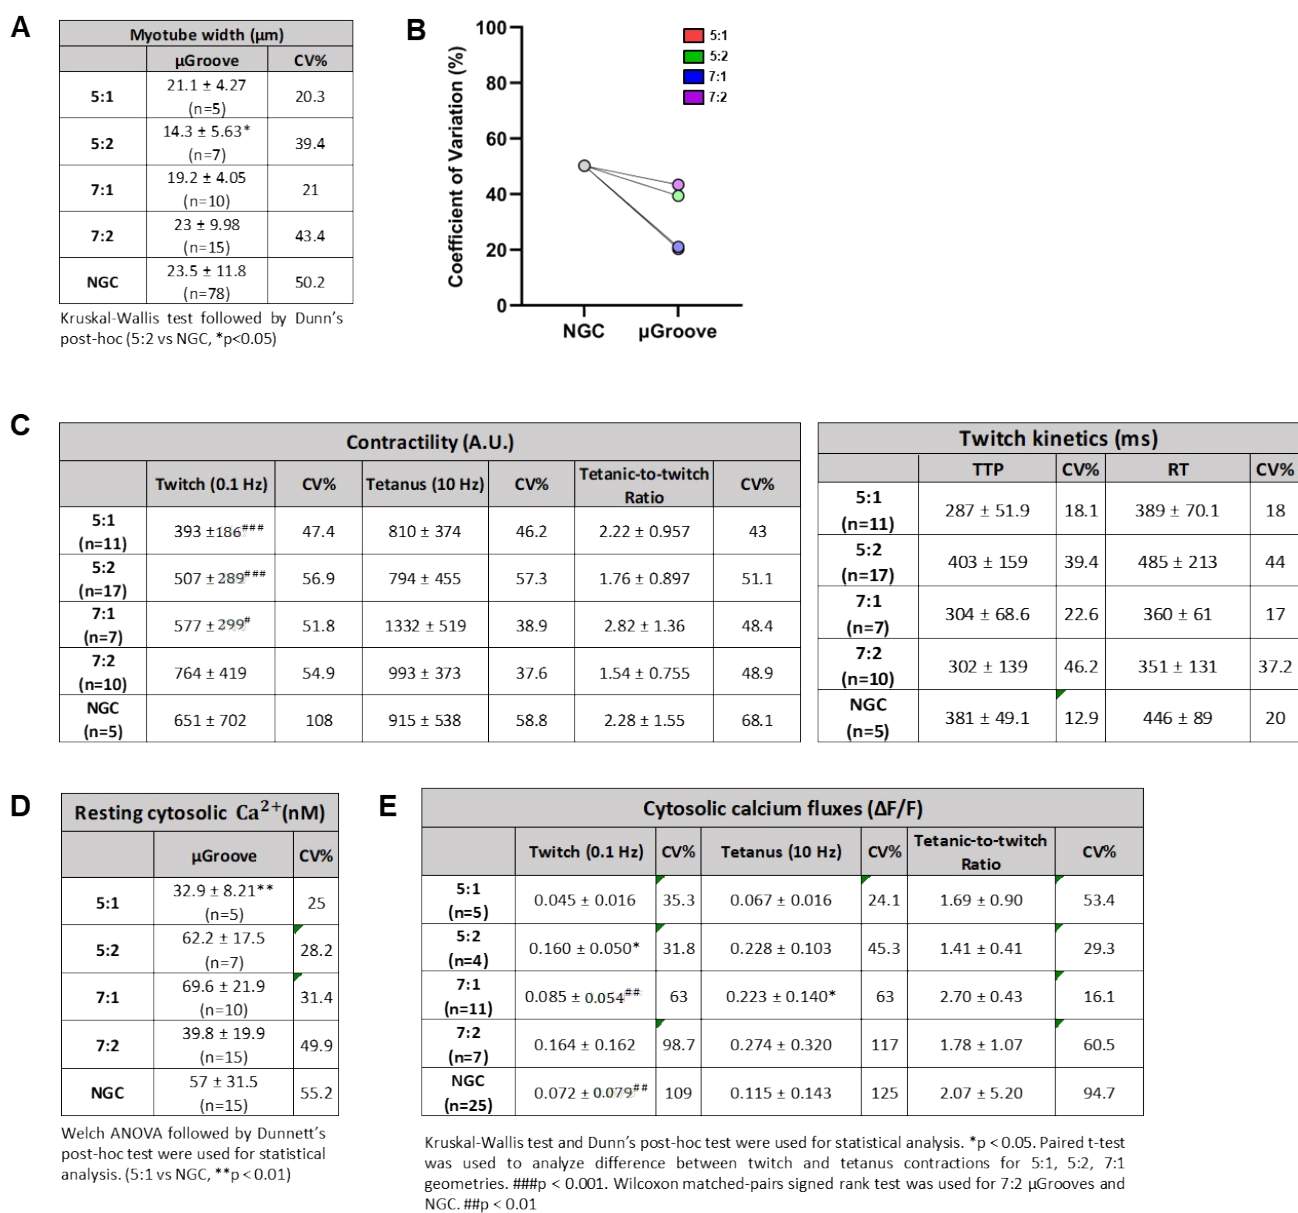 A
Myotube width (µm)
µGroove CV%
5:1 21.1 ± 4.27 (n=5) 20.3
5:2 14.3 ± 5.63* (n=7) 39.4
7:1 19.2 ± 4.05 (n=10) 21
7:2 23 ± 9.98 (n=15) 43.4
NGC 23.5 ± 11.8 (n=78) 50.2
Kruskal-Wallis test followed by Dunn's
post-hoc (5:2 vs NGC, *p<0.05)
B
Coefficient of Variation (%)
100
80
60
40
20
0
NGC µGroove
5:1
5:2
7:1
7:2
C
Contractility (A.U.)
Twitch (0.1 Hz) CV% Tetanus (10 Hz) CV% Tetanic-to-twitch Ratio CV%
5:1 (n=11) 393 ±186### 47.4 810 ± 374 46.2 2.22 ± 0.957 43
5:2 (n=17) 507 ± 289### 56.9 794 ± 455 57.3 1.76 ± 0.897 51.1
7:1 (n=7) 577 ± 299# 51.8 1332 ± 519 38.9 2.82 ± 1.36 48.4
7:2 (n=10) 764 ± 419 54.9 993 ± 373 37.6 1.54 ± 0.755 48.9
NGC (n=5) 651 ± 702 108 915 ± 538 58.8 2.28 ± 1.55 68.1
Twitch kinetics (ms)
TTP CV% RT CV%
5:1 (n=11) 287 ± 51.9 18.1 389 ± 70.1 18
5:2 (n=17) 403 ± 159 39.4 485 ± 213 44
7:1 (n=7) 304 ± 68.6 22.6 360 ± 61 17
7:2 (n=10) 302 ± 139 46.2 351 ± 131 37.2
NGC (n=5) 381 ± 49.1 12.9 446 ± 89 20
D
Resting cytosolic Ca²⁺(nM)
µGroove CV%
5:1 32.9 ± 8.21** (n=5) 25
5:2 62.2 ± 17.5 (n=7) 28.2
7:1 69.6 ± 21.9 (n=10) 31.4
7:2 39.8 ± 19.9 (n=15) 49.9
NGC 57 ± 31.5 (n=15) 55.2
Welch ANOVA followed by Dunnett's
post-hoc test were used for statistical
analysis. (5:1 vs NGC, **p < 0.01)
E
Cytosolic calcium fluxes (ΔF/F)
Twitch (0.1 Hz) CV% Tetanus (10 Hz) CV% Tetanic-to-twitch Ratio CV%
5:1 (n=5) 0.045 ± 0.016 35.3 0.067 ± 0.016 24.1 1.69 ± 0.90 53.4
5:2 (n=4) 0.160 ± 0.050* 31.8 0.228 ± 0.103 45.3 1.41 ± 0.41 29.3
7:1 (n=11) 0.085 ± 0.054## 63 0.223 ± 0.140* 63 2.70 ± 0.43 16.1
7:2 (n=7) 0.164 ± 0.162 98.7 0.274 ± 0.320 117 1.78 ± 1.07 60.5
NGC (n=25) 0.072 ± 0.079## 109 0.115 ± 0.143 125 2.07 ± 5.20 94.7
Kruskal-Wallis test and Dunn's post-hoc test were used for statistical analysis. *p < 0.05. Paired t-test
was used to analyze difference between twitch and tetanus contractions for 5:1, 5:2, 7:1
geometries. ###p < 0.001. Wilcoxon matched-pairs signed rank test was used for 7:2 µGrooves and
NGC. ##p < 0.01